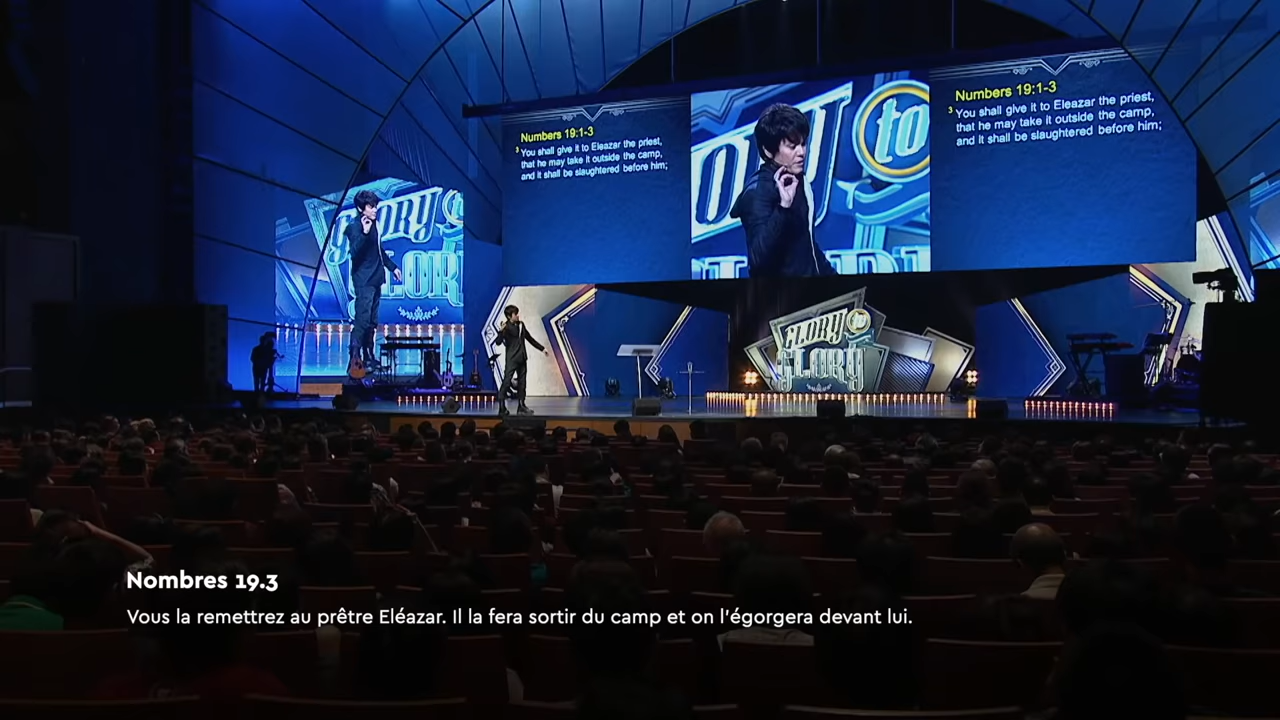 Numbers 19:1-3
3 You shall give it to Eleazar the priest,
that he may take it outside the camp,
and it shall be slaughtered before him;
to
Numbers 19:1-3
3 You shall give it to Eleazar the priest,
that he may take it outside the camp,
and it shall be slaughtered before him;
GLORY to
GLORY
Nombres 19.3
Vous la remettrez au prêtre Eléazar. Il la fera sortir du camp et on l'égorgera devant lui.